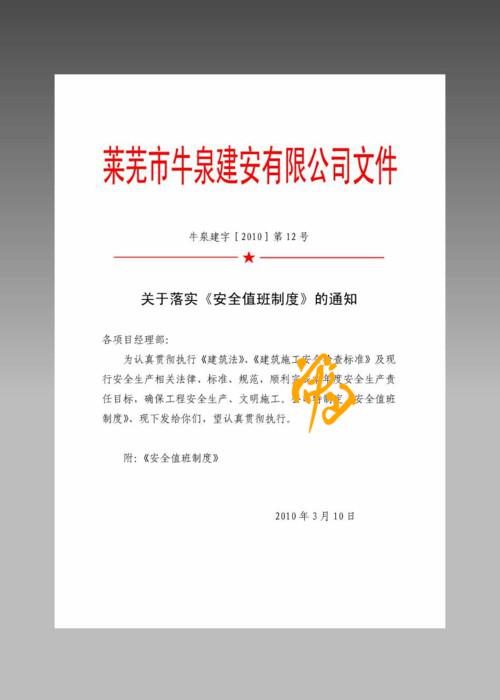 莱芜市牛泉建安有限公司文件
牛泉建字［2010］第12号
关于落实《安全值班制度》的通知
各项目经理部：
为认真贯彻执行《建筑法》、《建筑施工安全检查标准》及现
行安全生产相关法律、标准、规范，顺利完 年度安全生产责
任目标，确保工程安全生产、文明施工。公司特制定《安全值班
制度》、现下发给你们，望认真贯彻执行。
附：《安全值班制度》
2010年3月10日